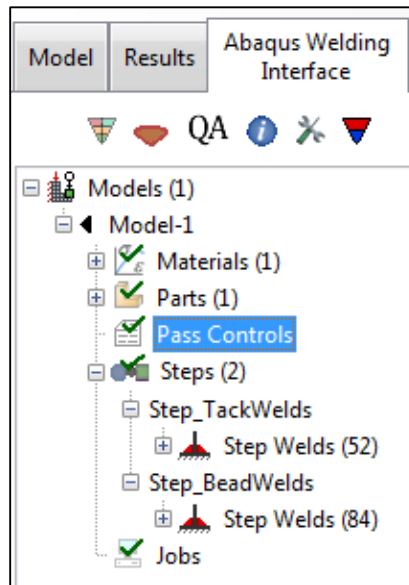 Model Results Abaqus Welding
Interface
QA
Models (1)
Model-1
Materials (1)
Parts (1)
Pass Controls
Steps (2)
Step_TackWelds
Step Welds (52)
Step_BeadWelds
Step Welds (84)
Jobs